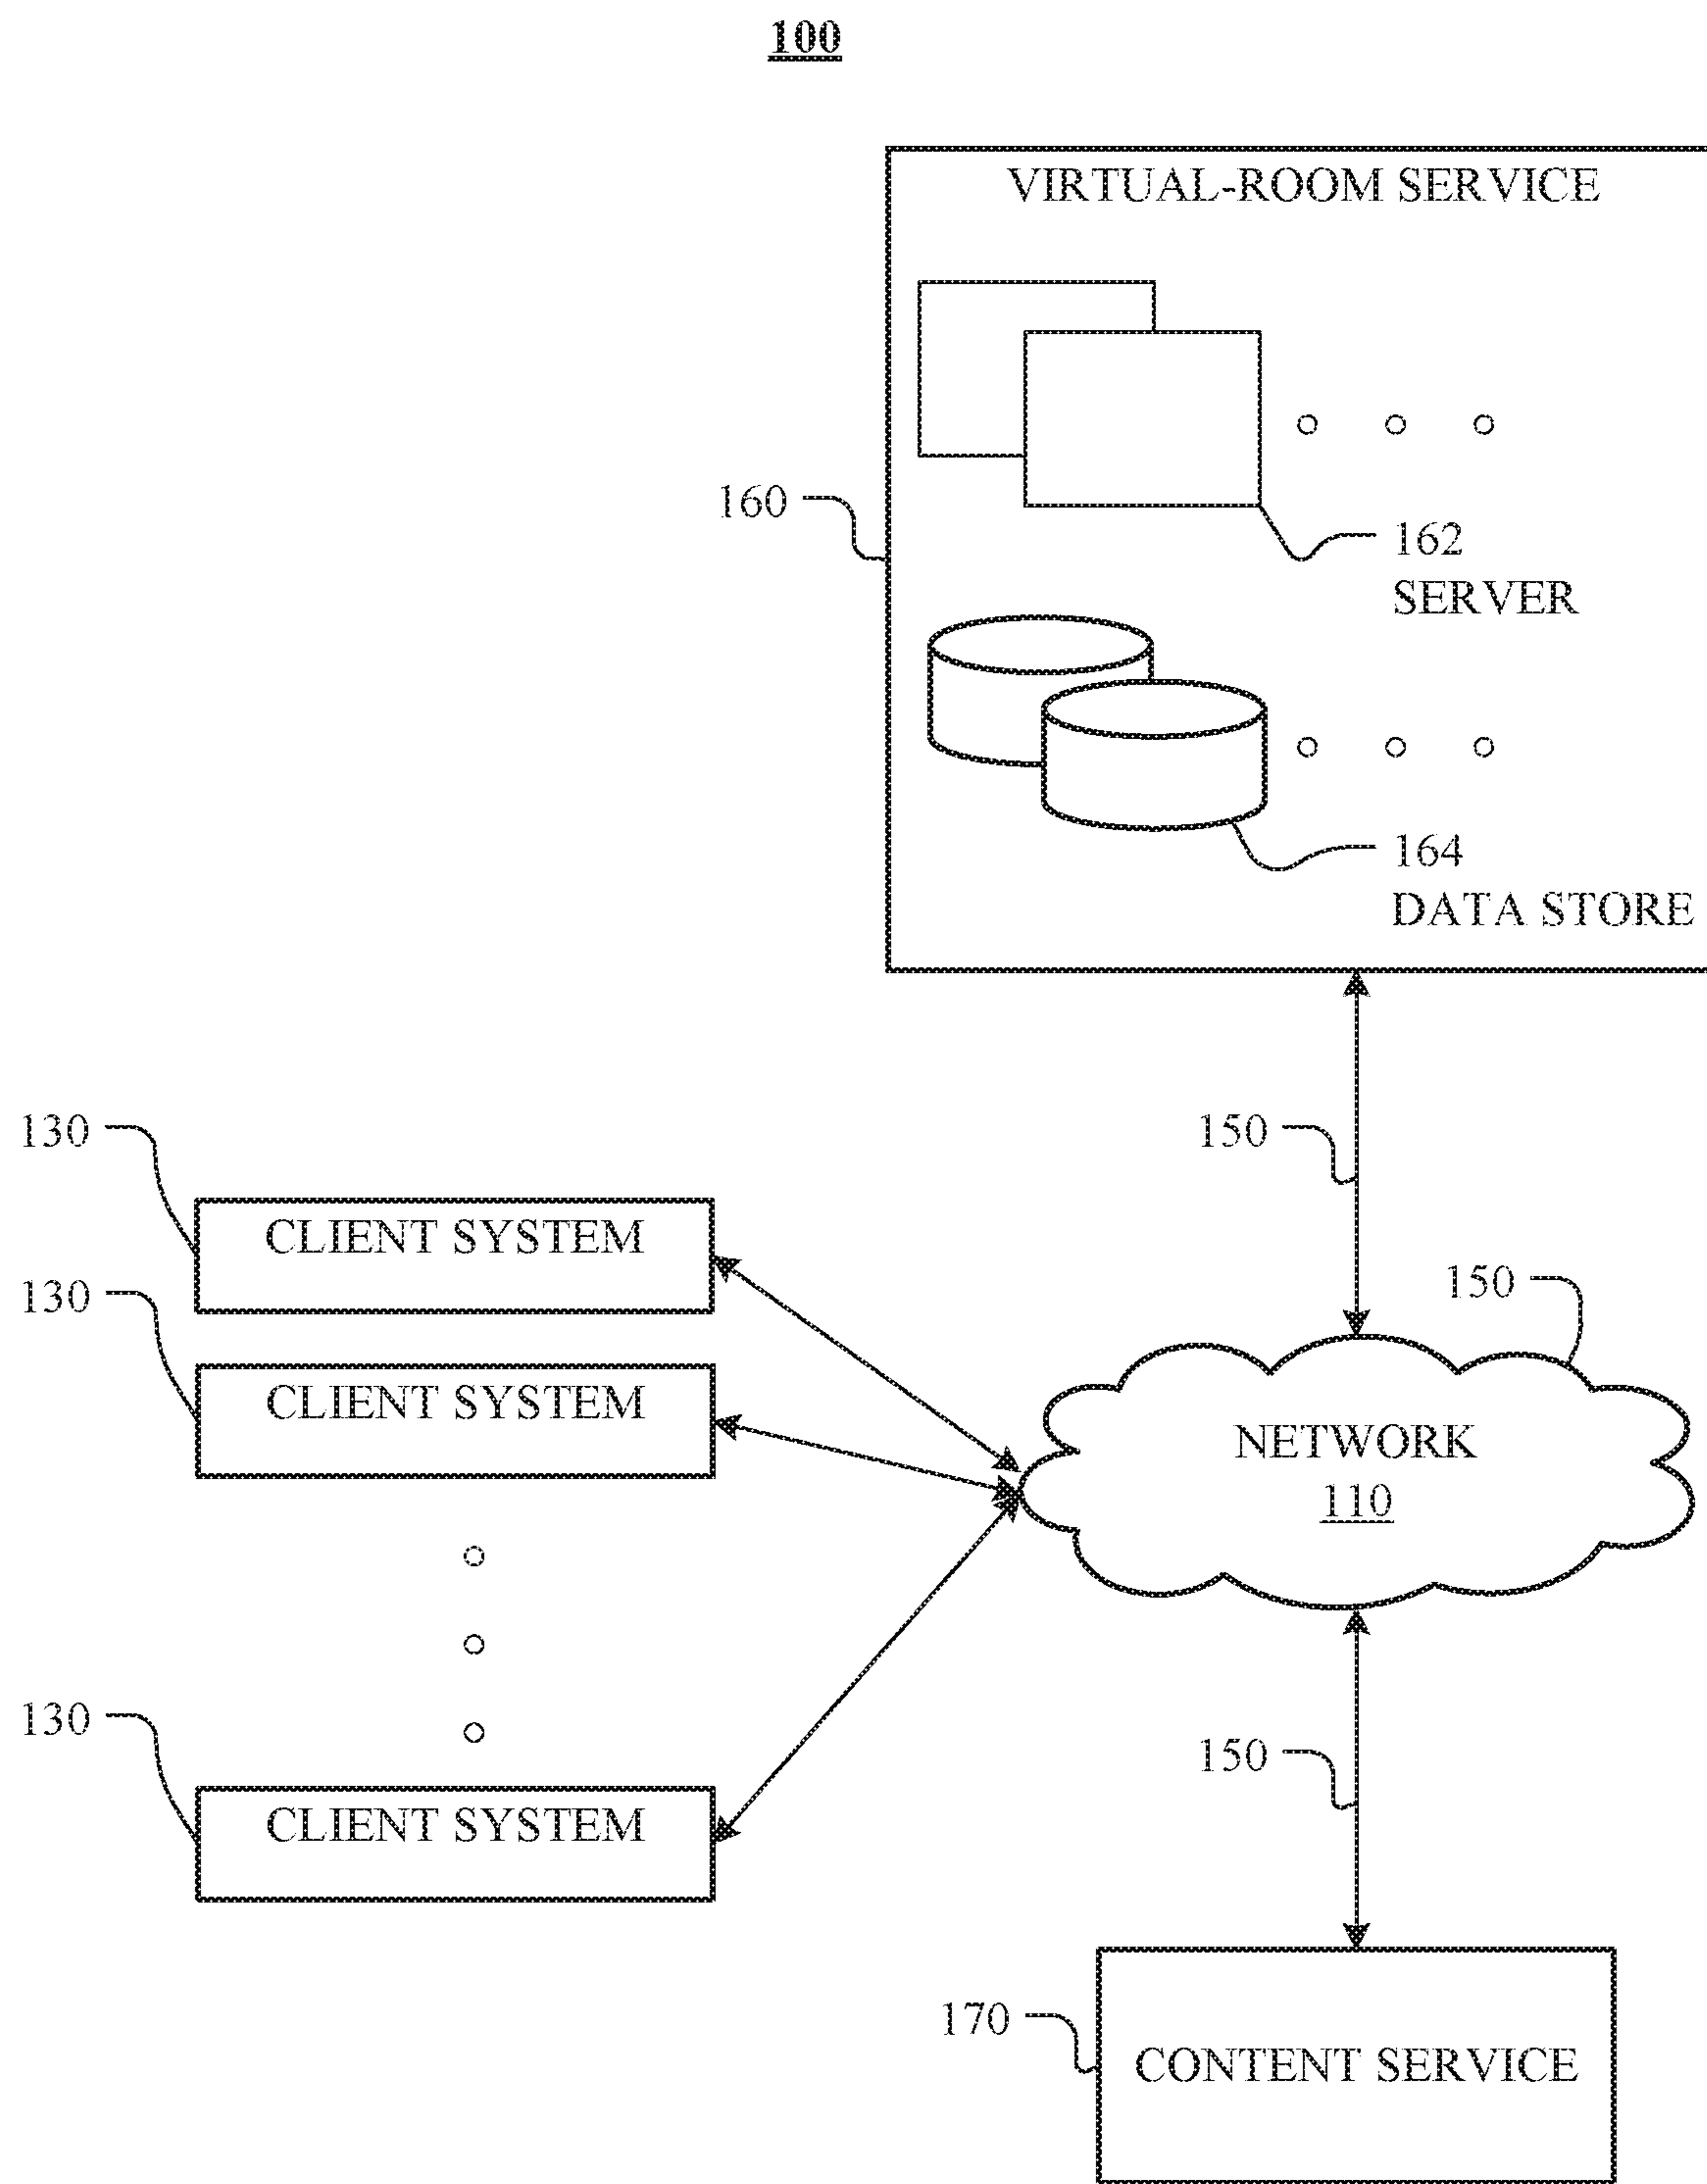 100
VIRTUAL-ROOM SERVICE
160
162
SERVER
164
DATA STORE
130
CLIENT SYSTEM
130
CLIENT SYSTEM
130
CLIENT SYSTEM
150
150
NETWORK
110
150
170
CONTENT SERVICE